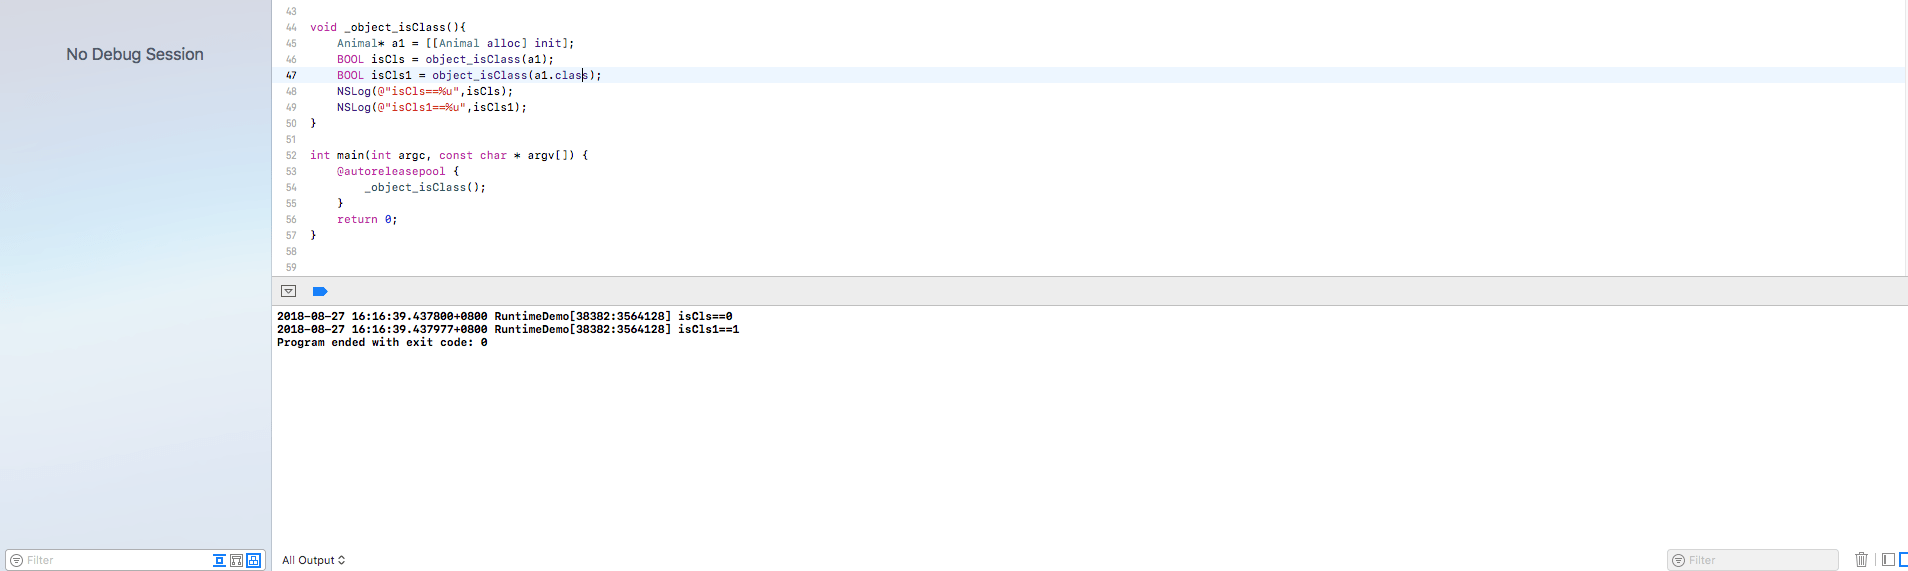 No Debug Session
43
44 void _object_isClass(){
45 Animal* a1 = [[Animal alloc] init];
46 BOOL isCls = object_isClass(a1);
47 BOOL isCls1 = object_isClass(a1.class);
48 NSLog(@"isCls==%u",isCls);
49 NSLog(@"isCls1==%u",isCls1);
50 }
51
52 int main(int argc, const char * argv[]) {
53 @autoreleasepool {
54 _object_isClass();
55 }
56 return 0;
57 }
58
59
2018-08-27 16:16:39.437800+0800 RuntimeDemo[38382:3564128] isCls==0
2018-08-27 16:16:39.437977+0800 RuntimeDemo[38382:3564128] isCls1==1
Program ended with exit code: 0
Filter
All Output
Filter